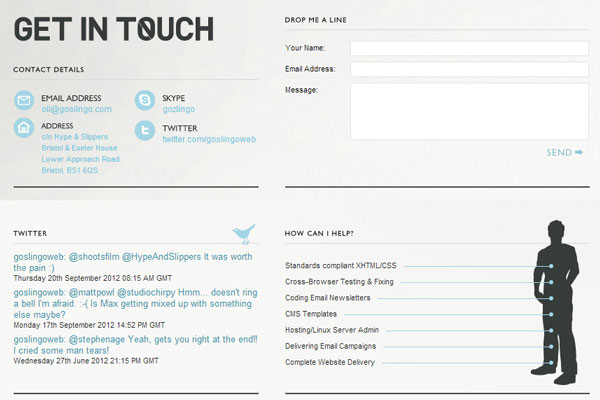 GET IN TOUCH
CONTACT DETAILS
EMAIL ADDRESS
oli@goslingo.com
SKYPE
gozlingo
ADDRESS
c/o Hype & Slippers
Bristol & Exeter House
Lower Approach Road
Bristol, BS1 6QS
TWITTER
twitter.com/goslingoweb
DROP ME A LINE
Your Name:
Email Address:
Message:
SEND
TWITTER
goslingoweb: @shootsfilm @HypeAndSlippers It was worth
the pain :)
Thursday 20th September 2012 08:15 AM GMT
goslingoweb: @mattpowl @studiochirpy Hmm... doesn't ring
a bell I'm afraid. :-( Is Max getting mixed up with something
else maybe?
Monday 17th September 2012 14:52 PM GMT
goslingoweb: @stephenage Yeah, gets you right at the end!!
I cried some man tears!
Wednesday 27th June 2012 21:15 PM GMT
HOW CAN I HELP?
Standards compliant XHTML/CSS
Cross-Browser Testing & Fixing
Coding Email Newsletters
CMS Templates
Hosting/Linux Server Admin
Delivering Email Campaigns
Complete Website Delivery